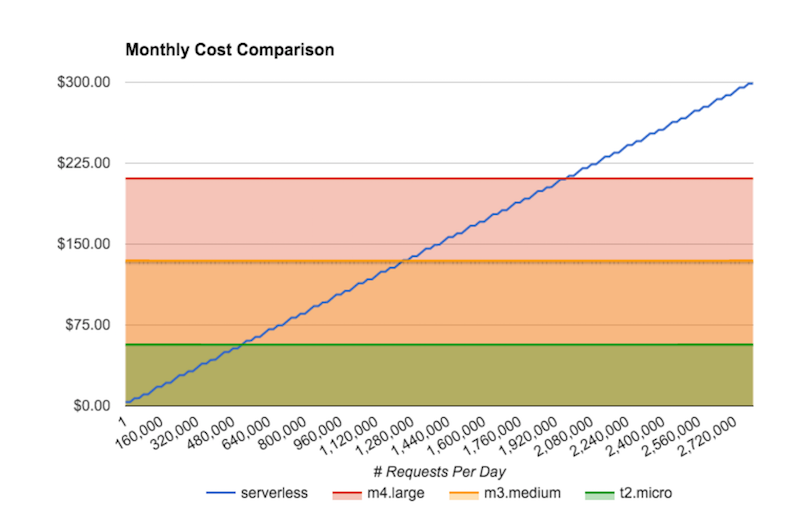 Monthly Cost Comparison
$300.00
$225.00
$150.00
$75.00
$0.00
1 160,000 320,000 480,000 640,000 800,000 960,000 1,120,000 1,280,000 1,440,000 1,600,000 1,760,000 1,920,000 2,080,000 2,240,000 2,400,000 2,560,000 2,720,000
# Requests Per Day
serverless m4.large m3.medium t2.micro